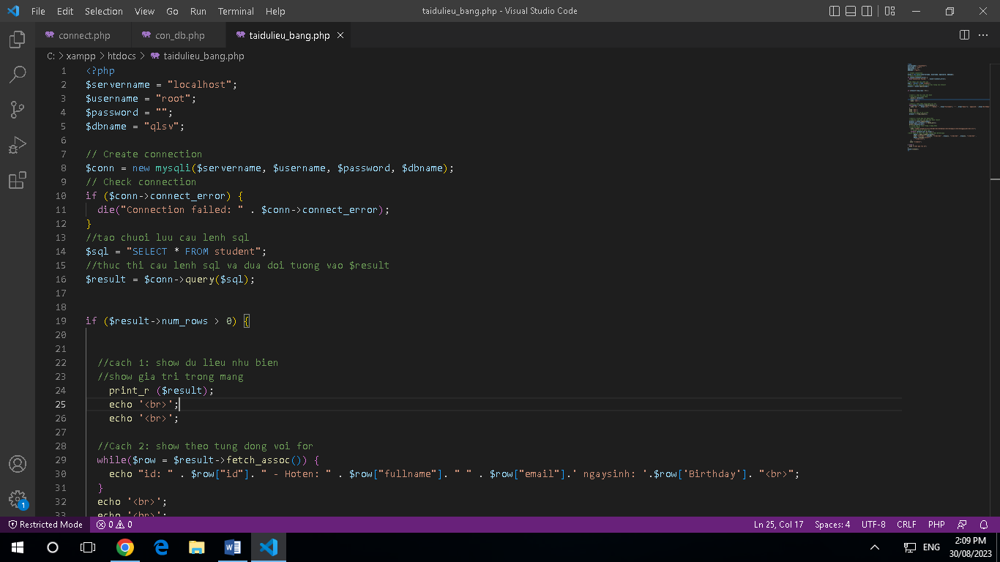 File Edit Selection View Go Run Terminal Help taidulieu_bang.php - Visual Studio Code
connect.php con_db.php taidulieu_bang.php
C: > xampp > htdocs > taidulieu_bang.php
1 <?php
2 $servername = "localhost";
3 $username = "root";
4 $password = "";
5 $dbname = "qlsv";
6
7 // Create connection
8 $conn = new mysqli($servername, $username, $password, $dbname);
9 // Check connection
10 if ($conn->connect_error) {
11 die("Connection failed: " . $conn->connect_error);
12 }
13 //tao chuoi luu cau lenh sql
14 $sql = "SELECT * FROM student";
15 //thuc thi cau lenh sql va dua doi tuong vao $result
16 $result = $conn->query($sql);
17
18
19 if ($result->num_rows > 0) {
20
21
22 //cach 1: show du lieu nhu bien
23 //show gia tri trong mang
24 print_r ($result);
25 echo '<br>';
26 echo '<br>';
27
28 //Cach 2: show theo tung dong voi for
29 while($row = $result->fetch_assoc()) {
30 echo "id: " . $row["id"]. " - Hoten: " . $row["fullname"]. " " . $row["email"].' ngaysinh: '.$row['Birthday']. "<br>";
31 }
32 echo '<br>';
33 echo '<br>';
1
Restricted Mode 0 0 Ln 25, Col 17 Spaces: 4 UTF-8 CRLF PHP
ENG 2:09 PM
30/08/2023